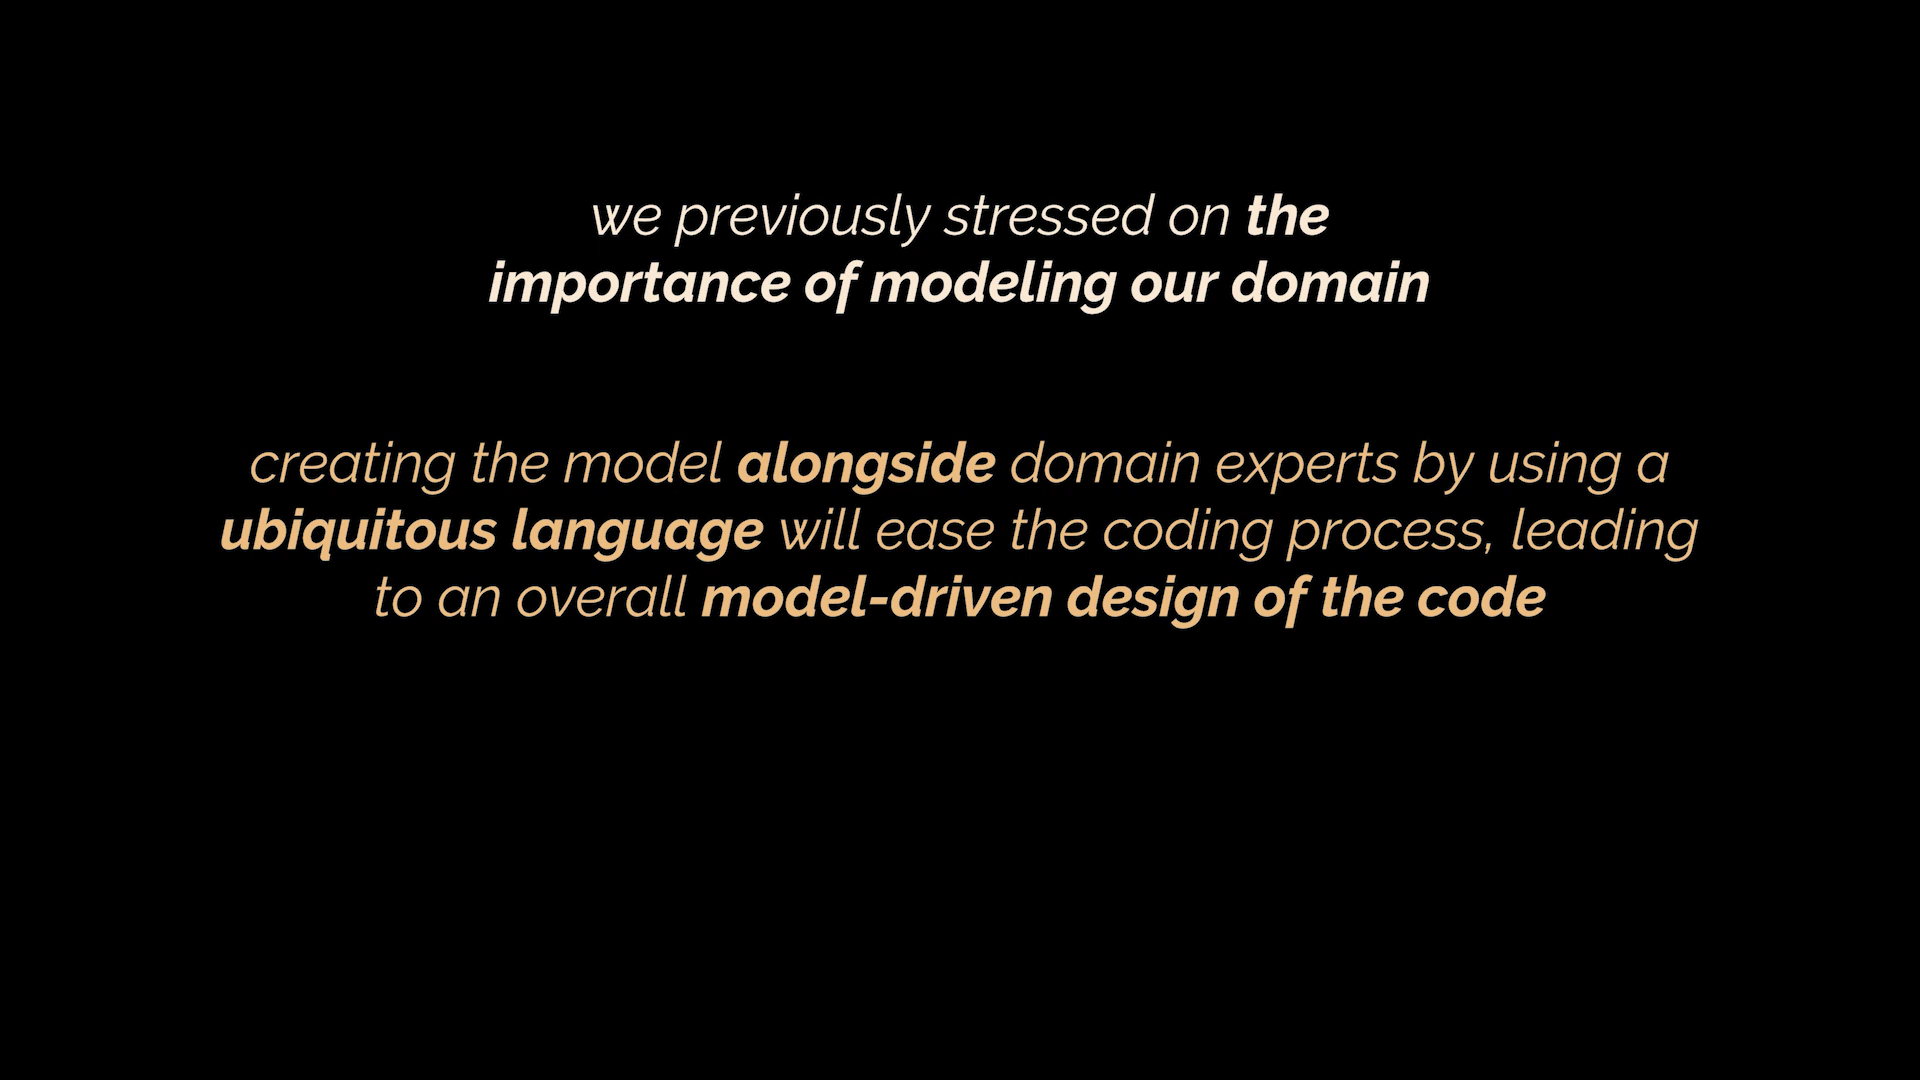 we previously stressed on the
importance of modeling our domain
creating the model alongside domain experts by using a
ubiquitous language will ease the coding process, leading
to an overall model-driven design of the code